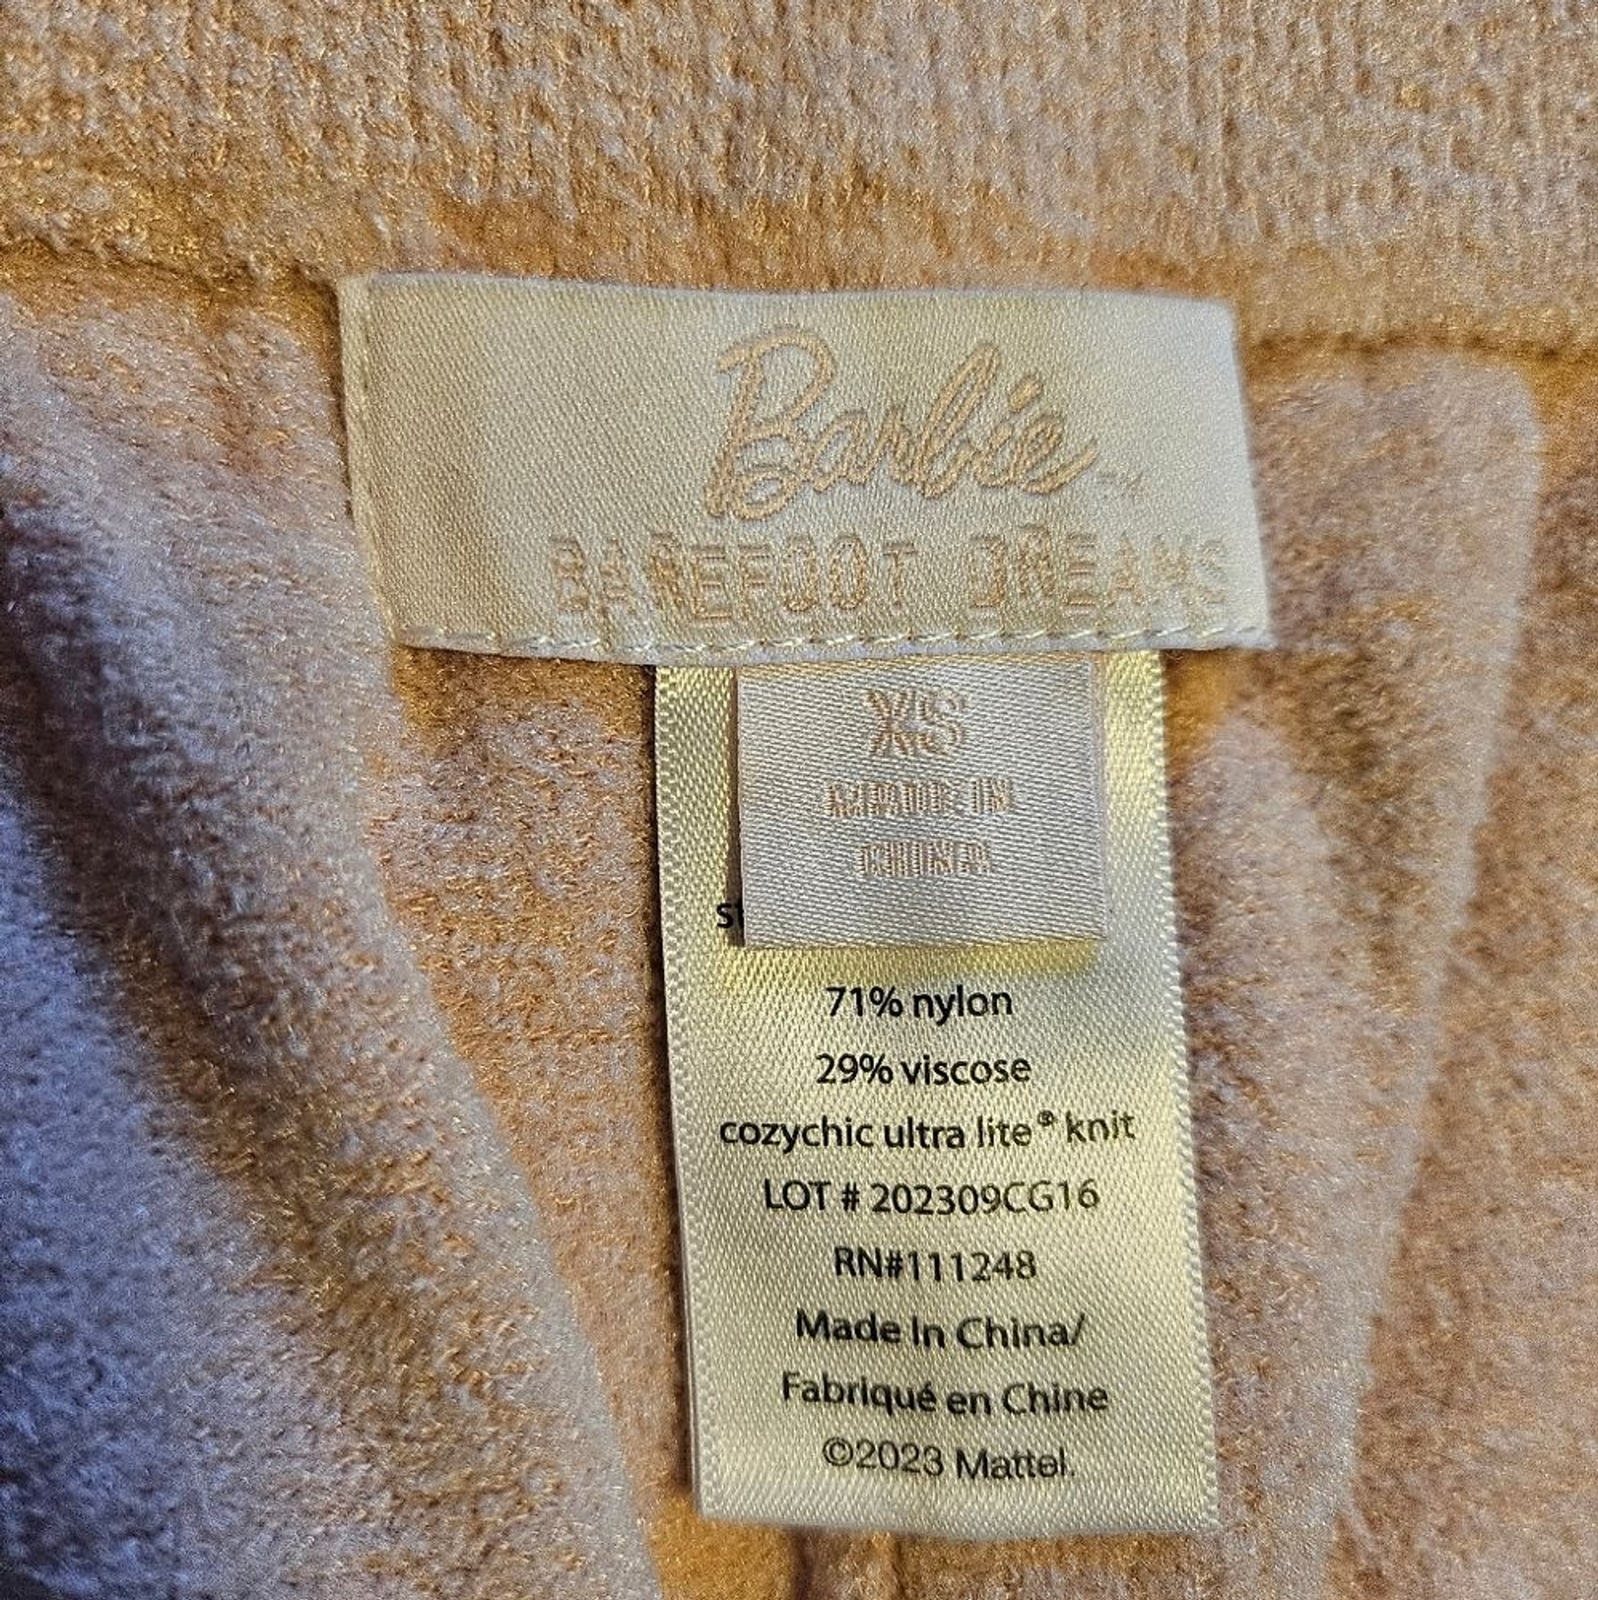 Barbie™
BAREFOOT DREAMS
XS
MADE IN
CHINA
71% nylon
29% viscose
cozychic ultra lite® knit
LOT # 202309CG16
RN#111248
Made In China/
Fabriqué en Chine
©2023 Mattel.